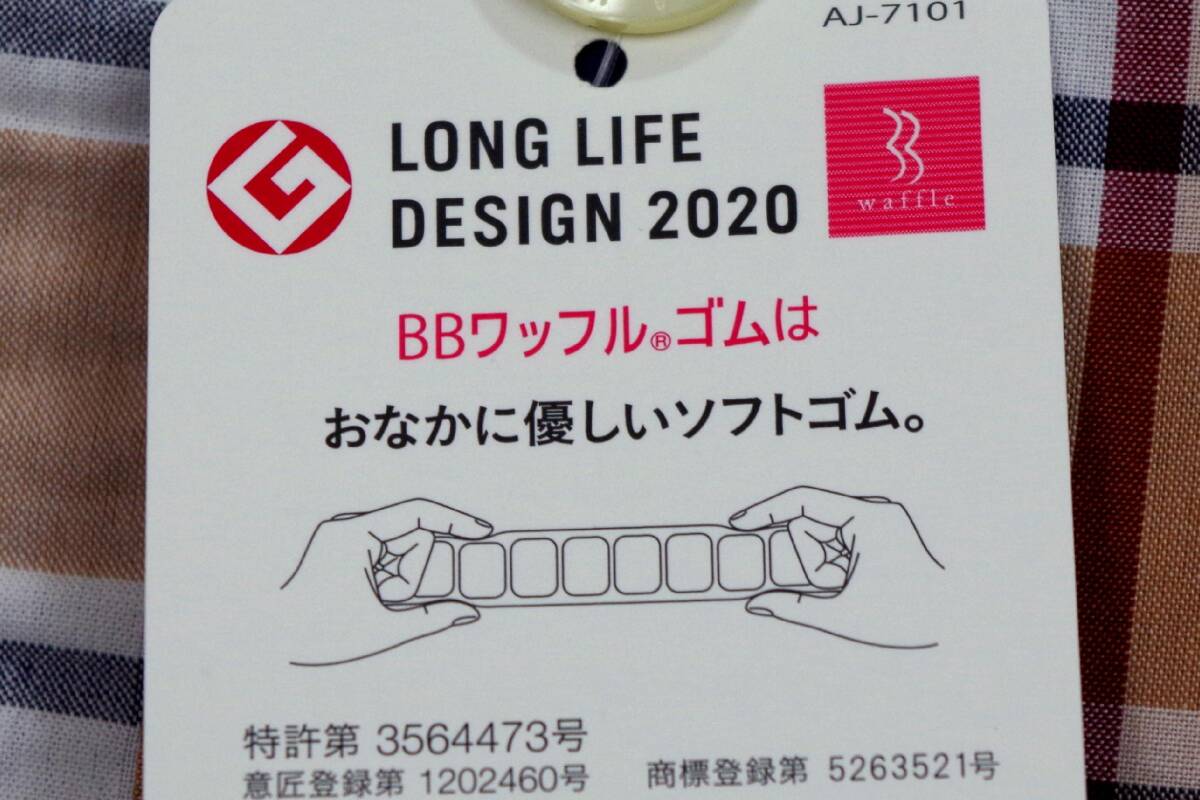 AJ-7101
LONG LIFE
DESIGN 2020
waffle
BBワッフル®ゴムは
おなかに優しいソフトゴム。
特許第 3564473号
意匠登録第 1202460号
商標登録第 5263521号